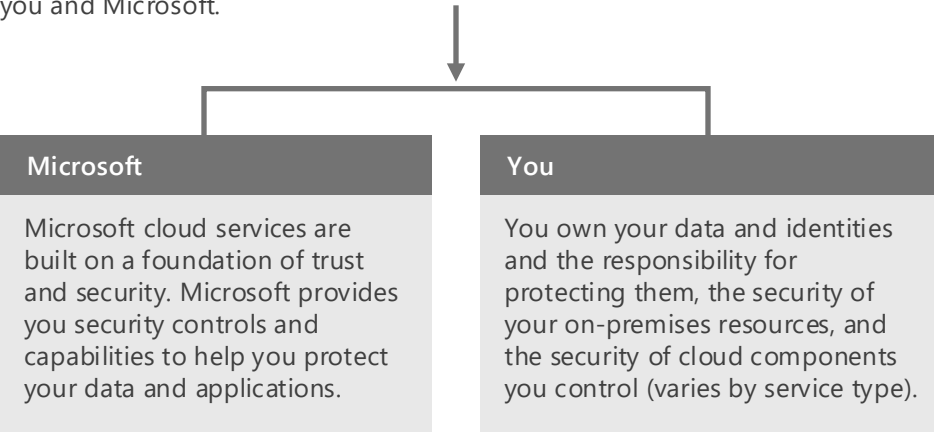 you and Microsoft.
Microsoft
Microsoft cloud services are
built on a foundation of trust
and security. Microsoft provides
you security controls and
capabilities to help you protect
your data and applications.
You
You own your data and identities
and the responsibility for
protecting them, the security of
your on-premises resources, and
the security of cloud components
you control (varies by service type).